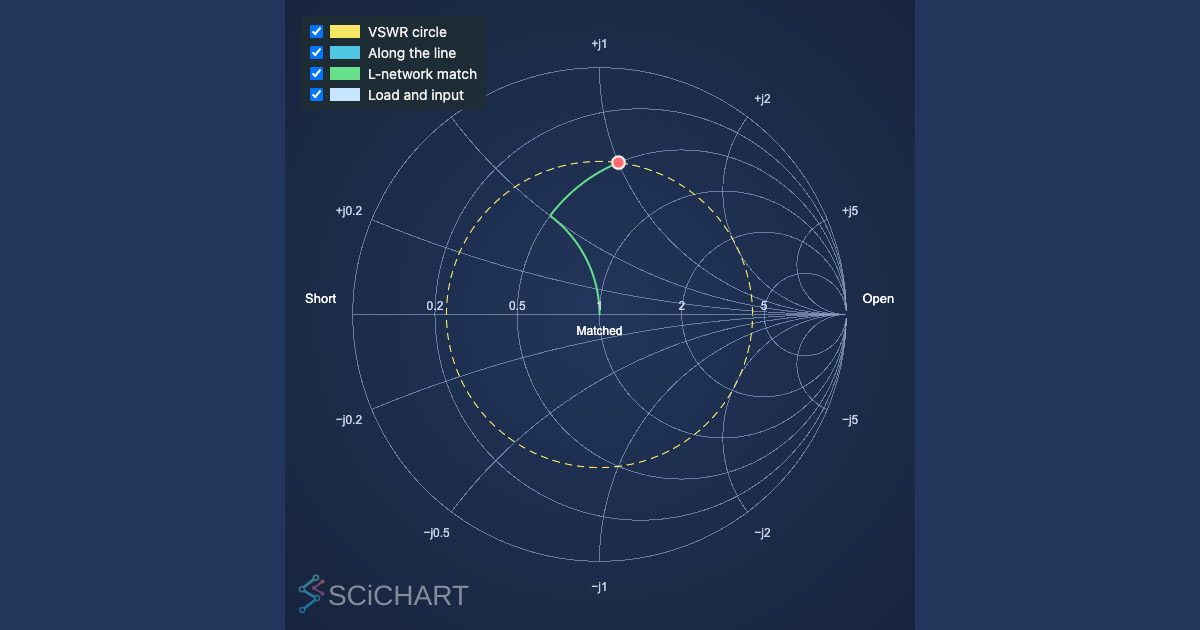 VSWR circle
Along the line
L-network match
Load and input
+j1
+j2
+j0.2
+j5
Short
0.2
0.5
1
2
5
Open
Matched
−j0.2
−j5
−j0.5
−j2
−j1
SCiCHART